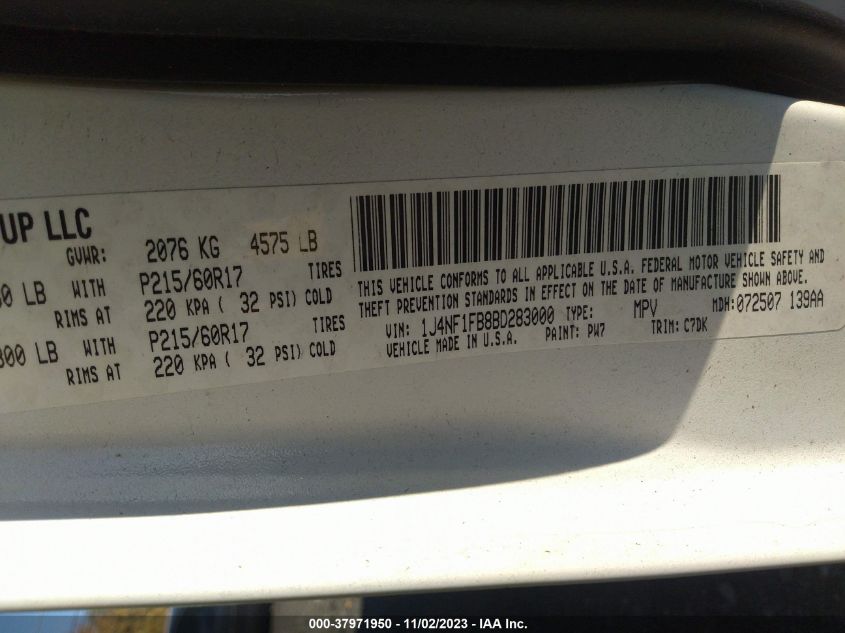 UP LLC
GVWR: 2076 KG 4575 LB
0 LB WITH P215/60R17 TIRES
RIMS AT 220 KPA ( 32 PSI) COLD
300 LB WITH P215/60R17 TIRES
RIMS AT 220 KPA ( 32 PSI) COLD
THIS VEHICLE CONFORMS TO ALL APPLICABLE U.S.A. FEDERAL MOTOR VEHICLE SAFETY AND
THEFT PREVENTION STANDARDS IN EFFECT ON THE DATE OF MANUFACTURE SHOWN ABOVE.
VIN: 1J4NF1FB8BD283000 TYPE: MPV MDH:072507 139AA
VEHICLE MADE IN U.S.A. PAINT: PW7 TRIM: C7DK
000-37971950 - 11/02/2023 - IAA Inc.